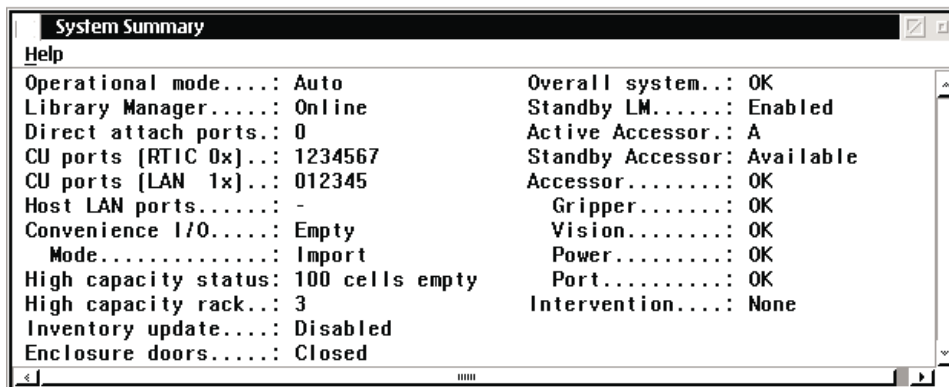 System Summary
Help
Operational mode....: Auto
Library Manager.....: Online
Direct attach ports.: 0
CU ports (RTIC 0x)..: 1234567
CU ports (LAN  1x)..: 012345
Host LAN ports......: -
Convenience I/O.....: Empty
  Mode..............: Import
High capacity status: 100 cells empty
High capacity rack..: 3
Inventory update....: Disabled
Enclosure doors.....: Closed
Overall system..: OK
Standby LM......: Enabled
Active Accessor.: A
Standby Accessor: Available
Accessor........: OK
  Gripper.......: OK
  Vision........: OK
  Power.........: OK
  Port..........: OK
Intervention....: None